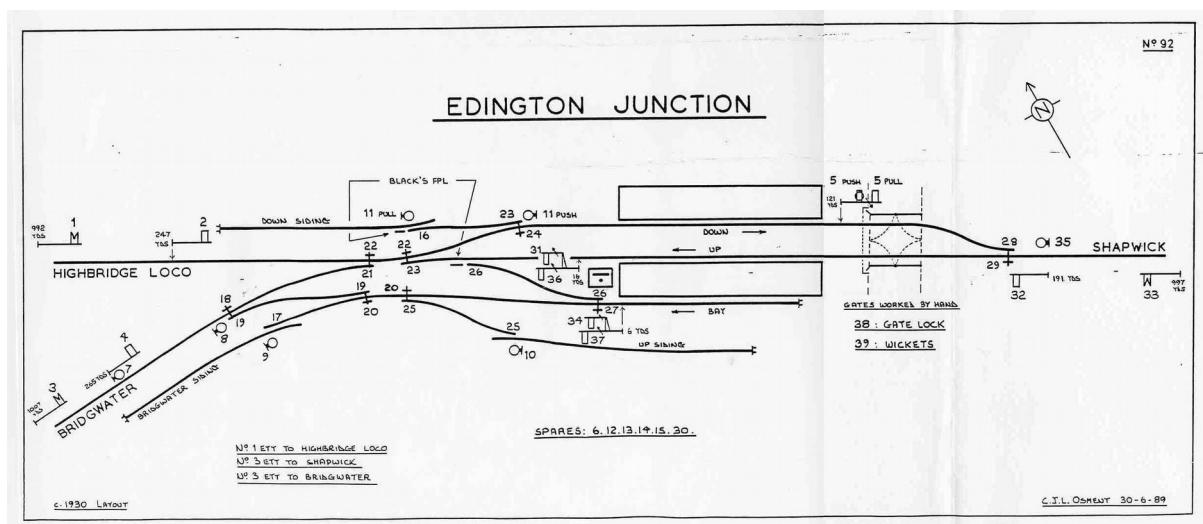 Nº 92
EDINGTON JUNCTION
N
BLACK'S FPL
5 PUSH 5 PULL
121 YDS
1
M
992 YDS
2
247 YDS
DOWN SIDING
11 PULL
16
23
11 PUSH
24
DOWN
UP
22
22
21
23
26
31
36
16 YDS
28
35
SHAPWICK
29
HIGHBRIDGE LOCO
32
191 YDS
33
997 YDS
18
19
19
20
20
25
26
27
BAY
GATES WORKED BY HAND
38 : GATE LOCK
39 : WICKETS
34
37
6 YDS
17
8
9
25
10
UP SIDING
4
265 YDS
7
3
M
1007 YDS
BRIDGWATER
BRIDGWATER SIDING
SPARES: 6.12.13.14.15.30.
Nº 1 ETT TO HIGHBRIDGE LOCO
Nº 3 ETT TO SHAPWICK
Nº 3 ETT TO BRIDGWATER
C.1930 LAYOUT
C.J.L. OSMENT 30-6-89